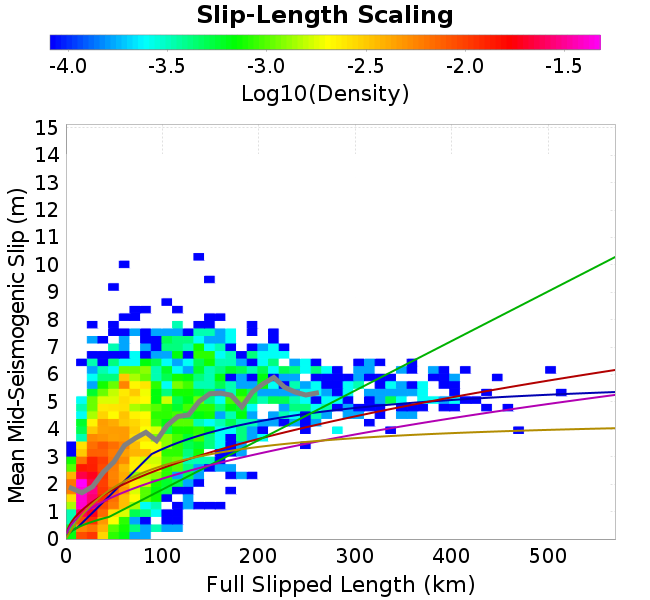 Slip-Length Scaling
-4.0 -3.5 -3.0 -2.5 -2.0 -1.5
Log10(Density)
15
14
13
12
11
10
9
8
7
6
5
4
3
2
1
0
Mean Mid-Seismogenic Slip (m)
0 100 200 300 400 500
Full Slipped Length (km)